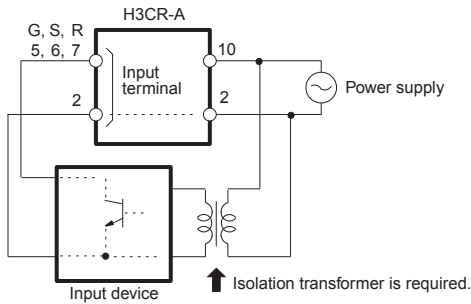 H3CR-A
G, S, R
5, 6, 7
10
Input
terminal
2
2
Power supply
Input device
Isolation transformer is required.